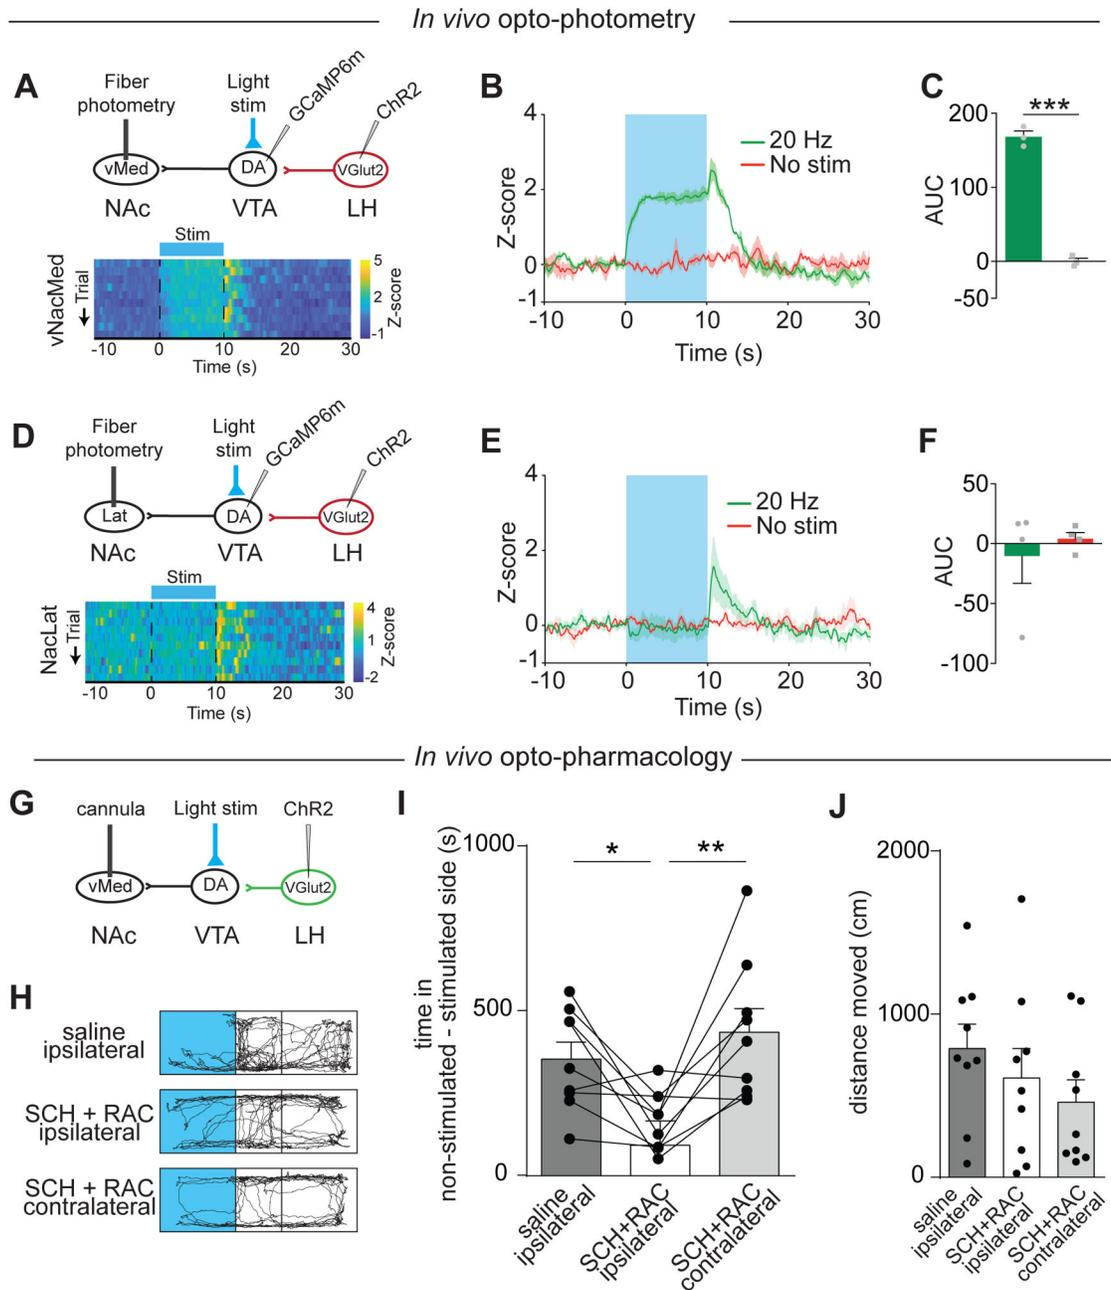 In vivo opto-photometry
A
Fiber
photometry
Light
stim
GCaMP6m
ChR2
vMed
DA
VGlut2
NAc
VTA
LH
Stim
vNacMed
Trial
5
2
-1
Z-score
-10
0
10
20
30
Time (s)
B
4
2
0
-1
Z-score
20 Hz
No stim
-10
0
10
20
30
Time (s)
C
200
100
0
-50
AUC
***
D
Fiber
photometry
Light
stim
GCaMP6m
ChR2
Lat
DA
VGlut2
NAc
VTA
LH
Stim
NacLat
Trial
4
1
-2
Z-score
-10
0
10
20
30
Time (s)
E
4
2
0
-1
Z-score
20 Hz
No stim
-10
0
10
20
30
Time (s)
F
50
0
-50
-100
AUC
In vivo opto-pharmacology
G
cannula
Light stim
ChR2
vMed
DA
VGlut2
NAc
VTA
LH
H
saline
ipsilateral
SCH + RAC
ipsilateral
SCH + RAC
contralateral
I
time in
non-stimulated - stimulated side (s)
1000
500
0
*
**
saline
ipsilateral
SCH+RAC
ipsilateral
SCH+RAC
contralateral
J
distance moved (cm)
2000
1000
0
saline
ipsilateral
SCH+RAC
ipsilateral
SCH+RAC
contralateral